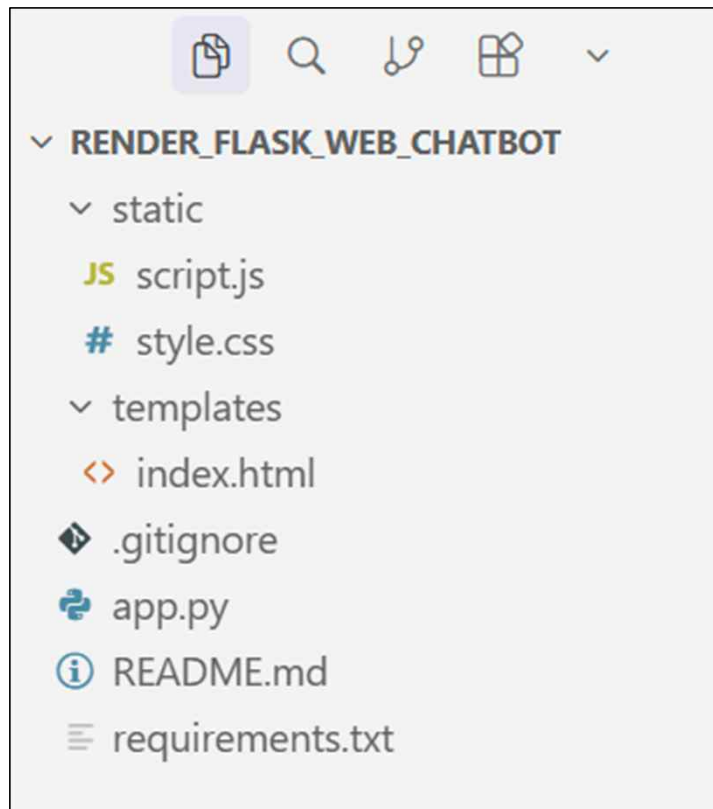 RENDER_FLASK_WEB_CHATBOT
static
JS script.js
# style.css
templates
<> index.html
.gitignore
app.py
README.md
requirements.txt